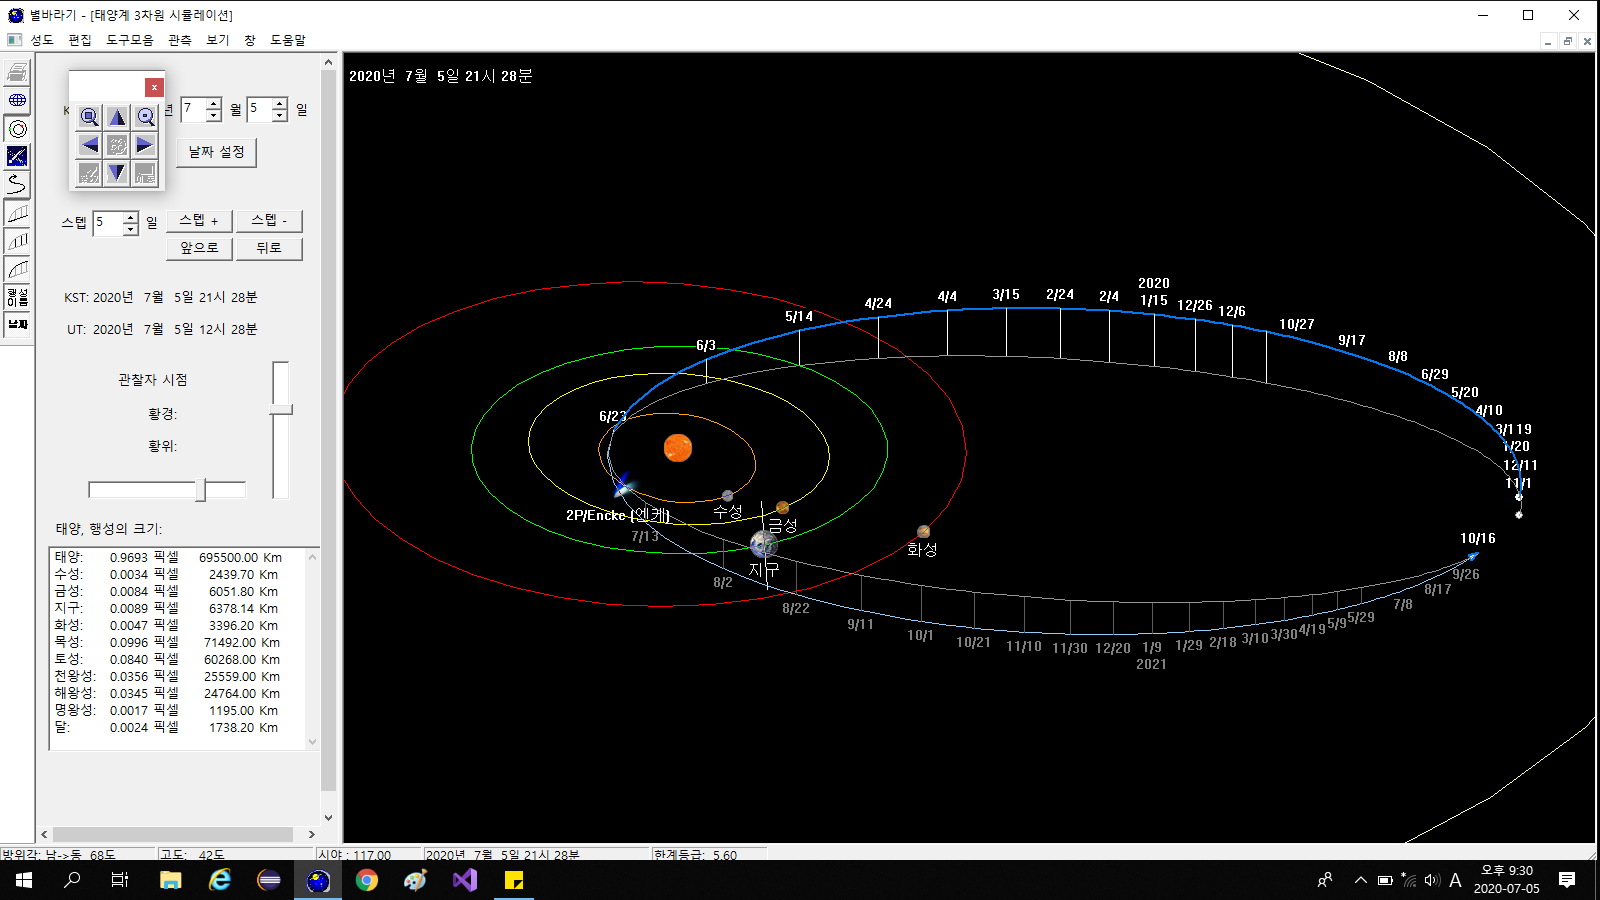 별바라기 - [태양계 3차원 시뮬레이션]
성도 편집 도구모음 관측 보기 창 도움말
2020년 7월 5일 21시 28분
년 7 월 5 일
날짜 설정
스텝 5 일 스텝 + 스텝 -
앞으로 뒤로
행성
이름
날짜
KST: 2020년 7월 5일 21시 28분
UT: 2020년 7월 5일 12시 28분
관찰자 시점
황경:
황위:
태양, 행성의 크기:
태양: 0.9693 픽셀 695500.00 Km
수성: 0.0034 픽셀 2439.70 Km
금성: 0.0084 픽셀 6051.80 Km
지구: 0.0089 픽셀 6378.14 Km
화성: 0.0047 픽셀 3396.20 Km
목성: 0.0996 픽셀 71492.00 Km
토성: 0.0840 픽셀 60268.00 Km
천왕성: 0.0356 픽셀 25559.00 Km
해왕성: 0.0345 픽셀 24764.00 Km
명왕성: 0.0017 픽셀 1195.00 Km
달: 0.0024 픽셀 1738.20 Km
6/23
6/3
5/14
4/24
4/4
3/15
2/24
2/4
2020
1/15
12/26
12/6
10/27
9/17
8/8
6/29
5/20
4/10
3/1
1/20
12/11
11/1
10/16
수성
금성
지구
화성
2P/Encke (엔케)
7/13
8/2
8/22
9/11
10/1
10/21
11/10
11/30
12/20
1/9
2021
1/29
2/18
3/10
3/30
4/19
5/9
5/29
7/8
8/17
9/26
방위각: 남->동 68도 고도: 42도 시야 : 117.00 2020년 7월 5일 21시 28분 한계등급: 5.60
A 오후 9:30
2020-07-05